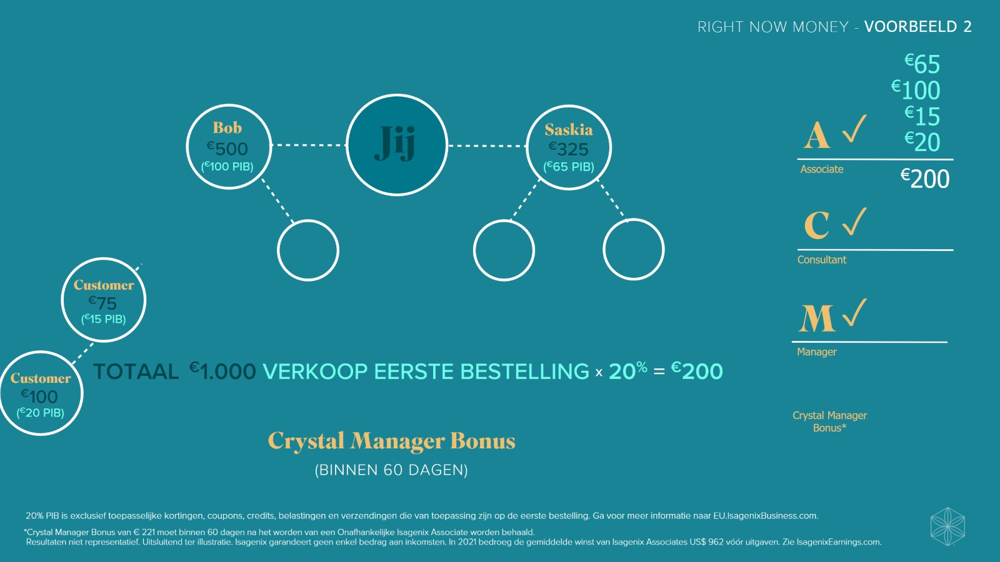 RIGHT NOW MONEY - VOORBEELD 2
€65
€100
€15
€20
€200
Bob
€500
(€100 PIB)
Jij
Saskia
€325
(€65 PIB)
A ✓
Associate
C ✓
Consultant
M ✓
Manager
Customer
€75
(€15 PIB)
Customer
€100
(€20 PIB)
TOTAAL €1.000 VERKOOP EERSTE BESTELLING x 20% = €200
Crystal Manager
Bonus*
Crystal Manager Bonus
(BINNEN 60 DAGEN)
20% PIB is exclusief toepasselijke kortingen, coupons, credits, belastingen en verzendingen die van toepassing zijn op de eerste bestelling. Ga voor meer informatie naar EU.IsagenixBusiness.com.
*Crystal Manager Bonus van € 221 moet binnen 60 dagen na het worden van een Onafhankelijke Isagenix Associate worden behaald.
Resultaten niet representatief. Uitsluitend ter illustratie. Isagenix garandeert geen enkel bedrag aan inkomsten. In 2021 bedroeg de gemiddelde winst van Isagenix Associates US$ 962 vóór uitgaven. Zie IsagenixEarnings.com.